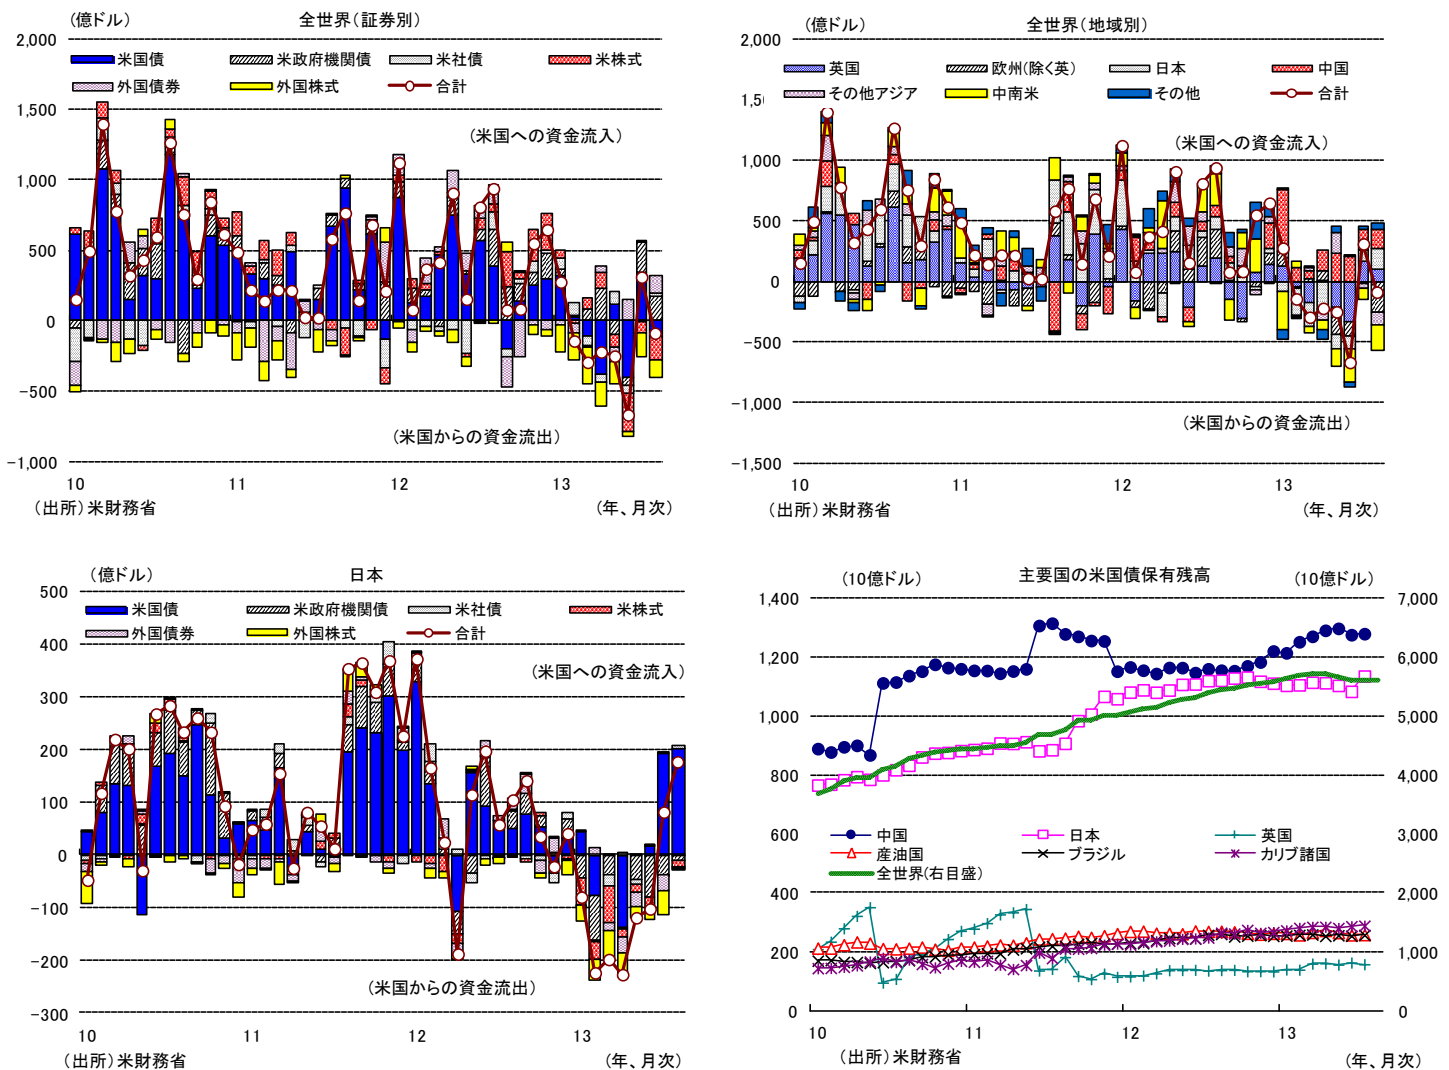 (億ドル)
全世界(証券別)
2,000
米国債
米政府機関債
米社債
米株式
外国債券
外国株式
合計
1,500
(米国への資金流入)
1,000
500
0
−500
(米国からの資金流出)
−1,000
10
11
12
13
(出所)米財務省
(年、月次)
(億ドル)
全世界(地域別)
2,000
英国
欧州(除く英)
日本
中国
その他アジア
中南米
その他
合計
1,500
(米国への資金流入)
1,000
500
0
−500
−1,000
(米国からの資金流出)
−1,500
10
11
12
13
(出所)米財務省
(年、月次)
(億ドル)
日本
500
米国債
米政府機関債
米社債
米株式
外国債券
外国株式
合計
400
(米国への資金流入)
300
200
100
0
−100
−200
(米国からの資金流出)
−300
10
11
12
13
(出所)米財務省
(年、月次)
(10億ドル)
主要国の米国債保有残高
(10億ドル)
1,400
7,000
1,200
6,000
1,000
5,000
800
4,000
600
3,000
中国
日本
英国
産油国
ブラジル
カリブ諸国
全世界(右目盛)
400
2,000
200
1,000
0
0
10
11
12
13
(出所)米財務省
(年、月次)